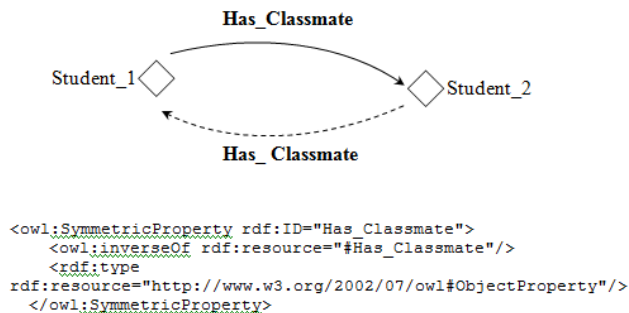 Has_Classmate
Student_1
Student_2
Has_ Classmate
<owl:SymmetricProperty rdf:ID="Has_Classmate">
<owl:inverseOf rdf:resource="#Has_Classmate"/>
<rdf:type
rdf:resource="http://www.w3.org/2002/07/owl#ObjectProperty"/>
</owl:SymmetricProperty>